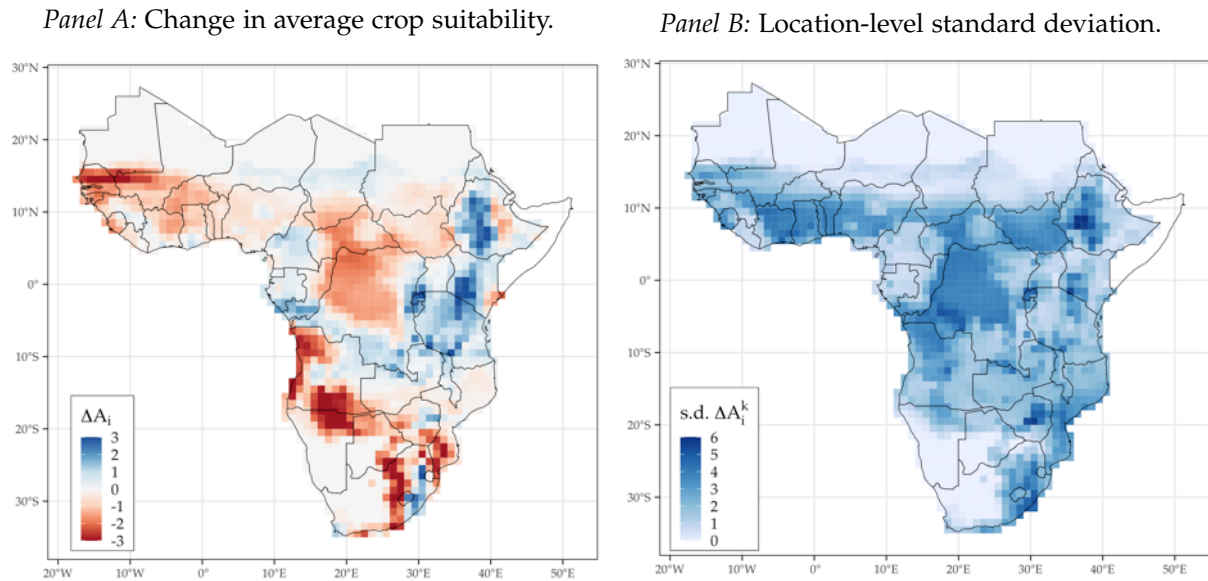 Panel A: Change in average crop suitability.
30°N
20°N
10°N
0°
10°S
20°S
30°S
ΔAi
3
2
1
0
-1
-2
-3
20°W
10°W
0°
10°E
20°E
30°E
40°E
50°E
Panel B: Location-level standard deviation.
30°N
20°N
10°N
0°
10°S
20°S
30°S
s.d. ΔAik
6
5
4
3
2
1
0
20°W
10°W
0°
10°E
20°E
30°E
40°E
50°E